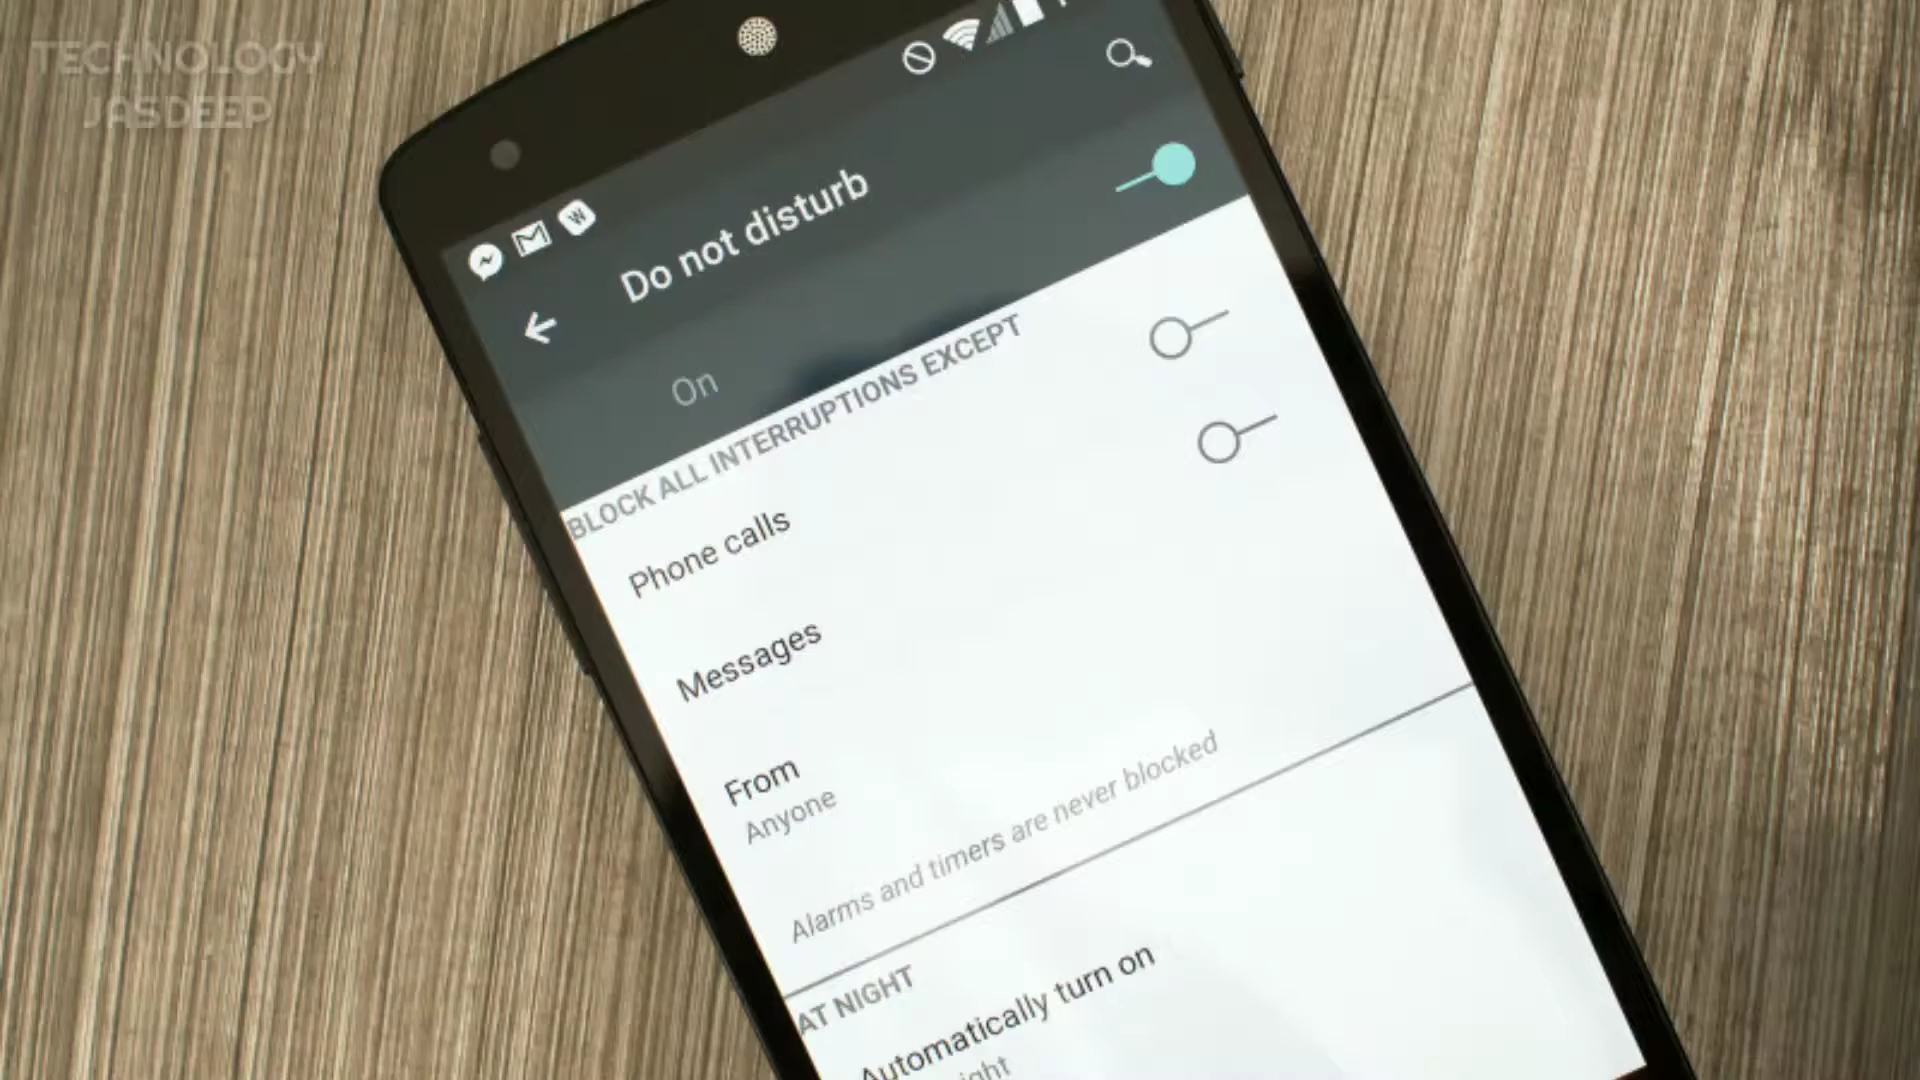 TECHNOLOGY
JASDEEP
Do not disturb
On
BLOCK ALL INTERRUPTIONS EXCEPT
Phone calls
Messages
From
Anyone
Alarms and timers are never blocked
AT NIGHT
Automatically turn on